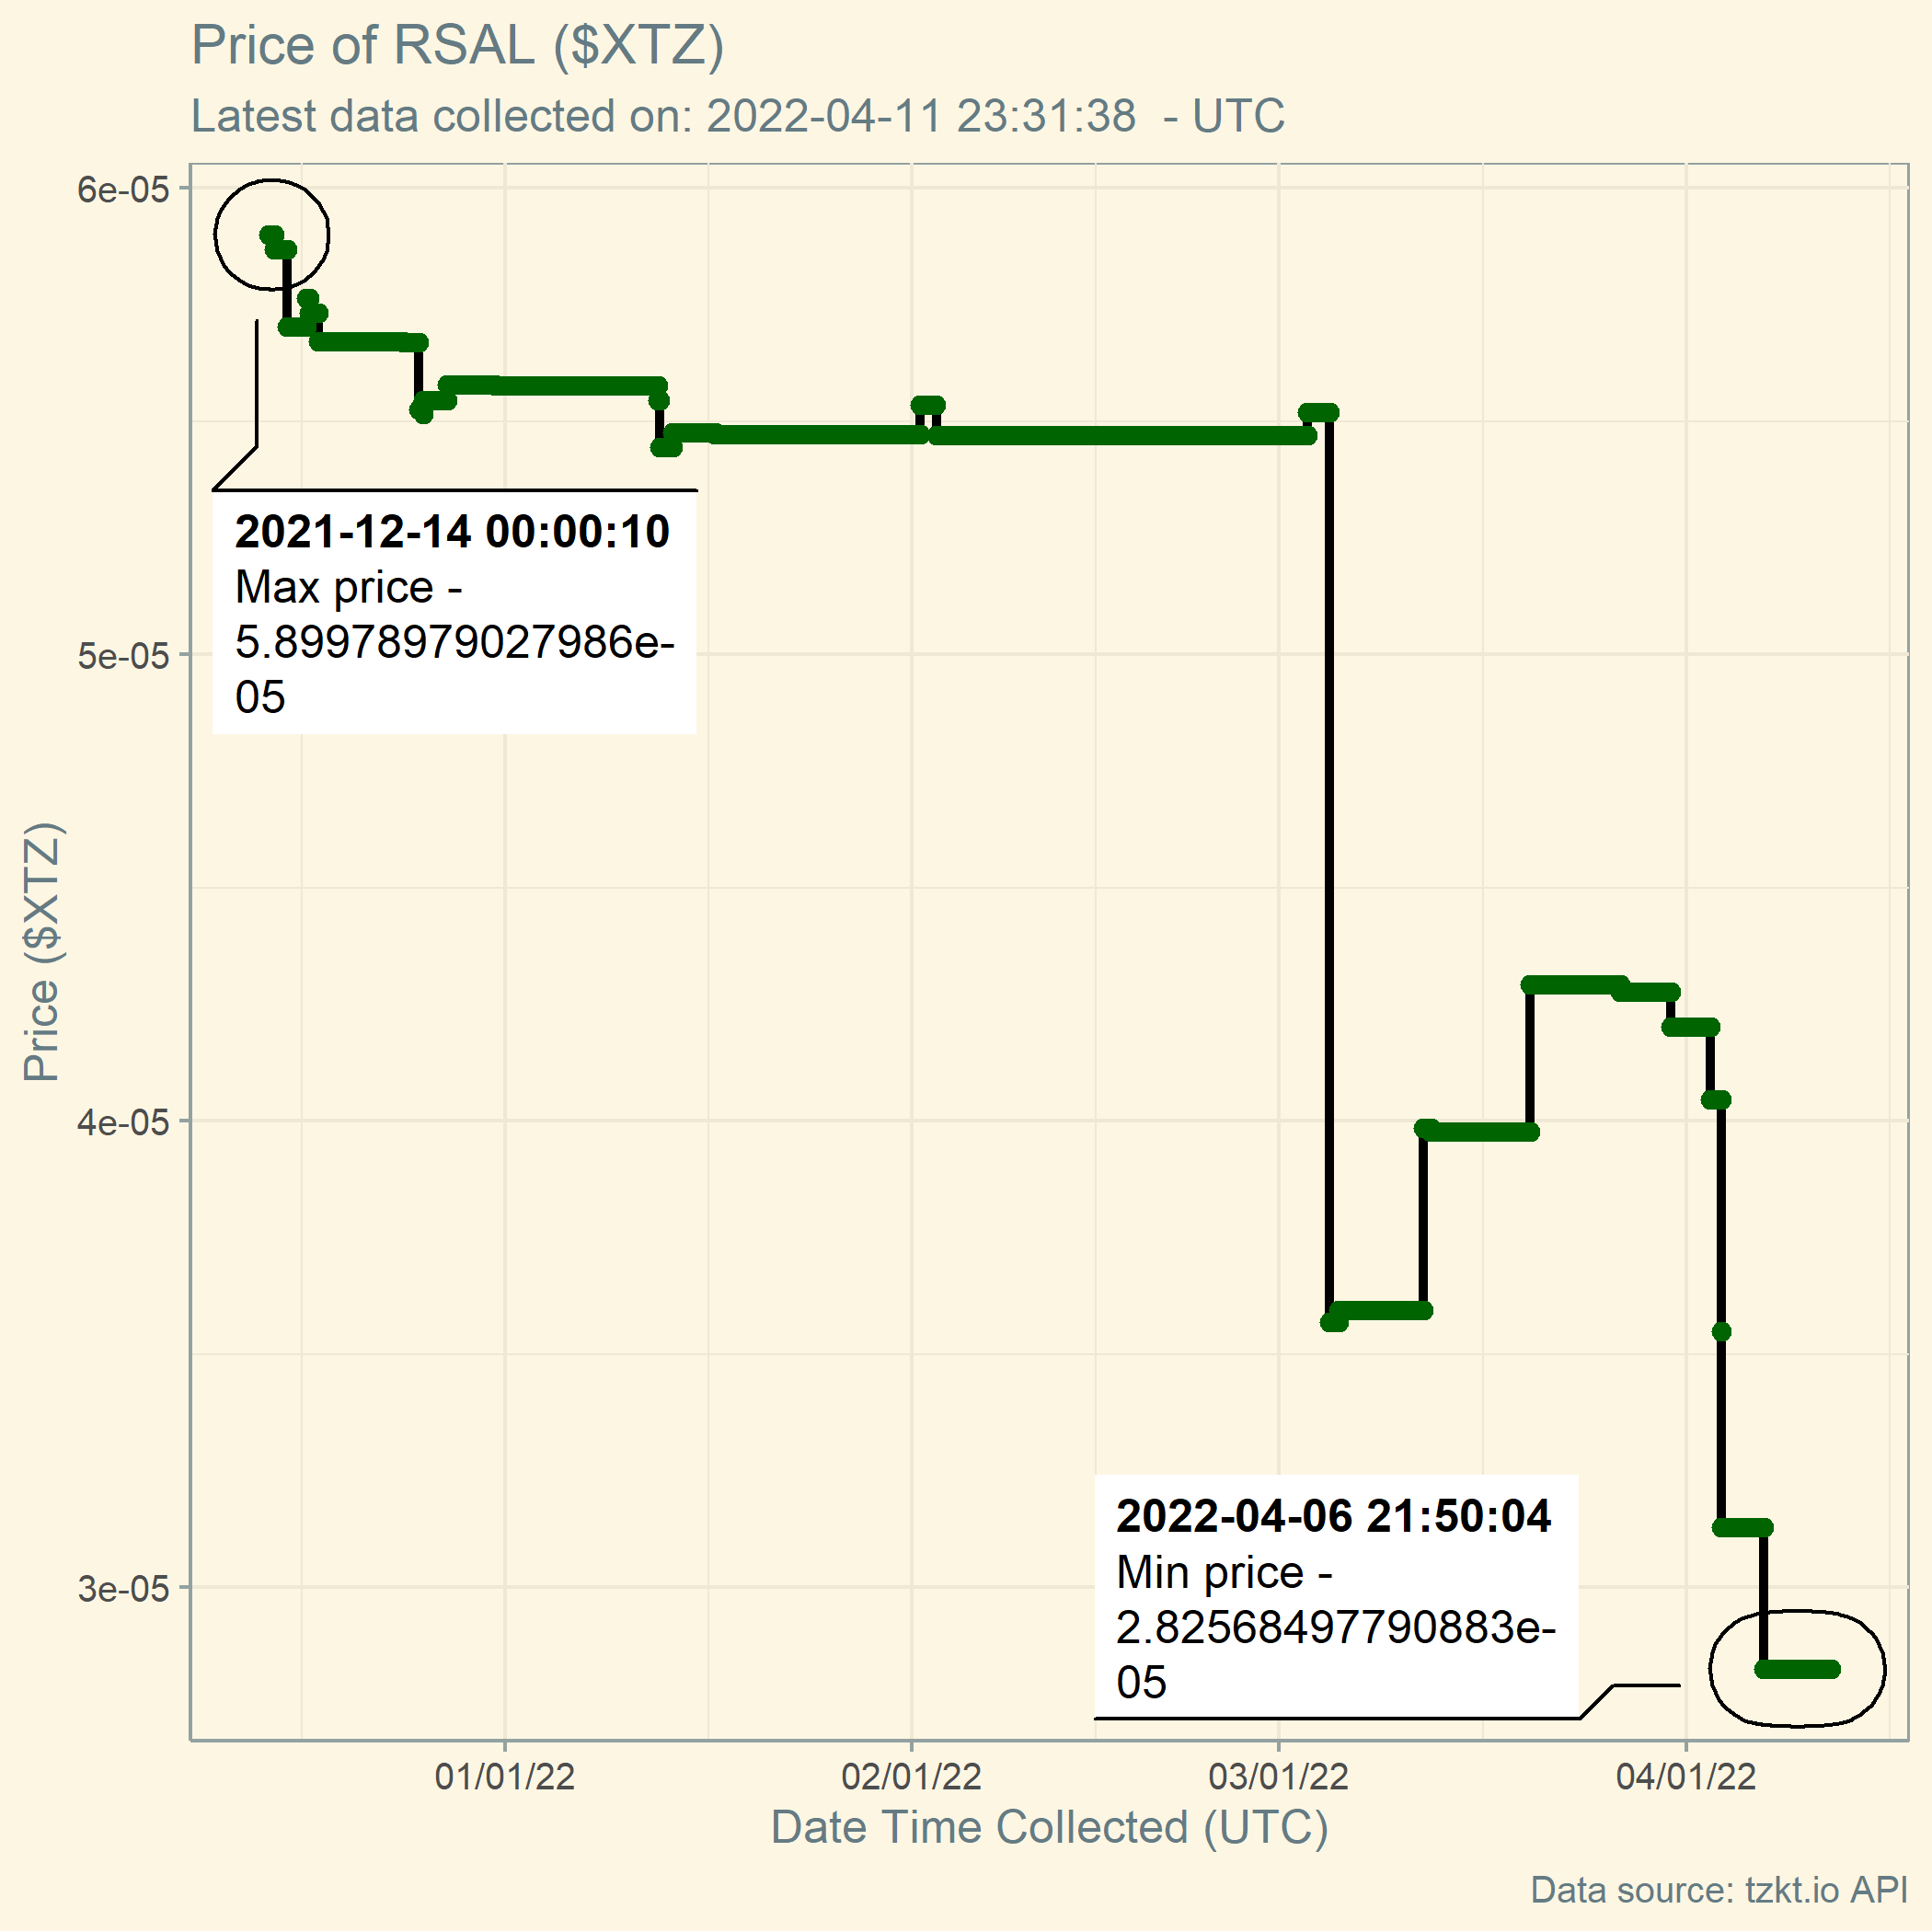 Price of RSAL ($XTZ)
Latest data collected on: 2022-04-11 23:31:38  - UTC
6e-05
5e-05
4e-05
3e-05
Price ($XTZ)
2021-12-14 00:00:10
Max price -
5.89978979027986e-
05
2022-04-06 21:50:04
Min price -
2.82568497790883e-
05
01/01/22
02/01/22
03/01/22
04/01/22
Date Time Collected (UTC)
Data source: tzkt.io API